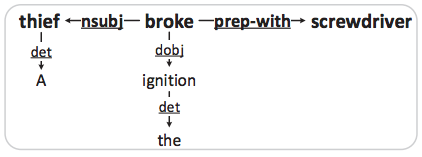 thief nsubj broke prep-with screwdriver
det dobj
A ignition
det
the